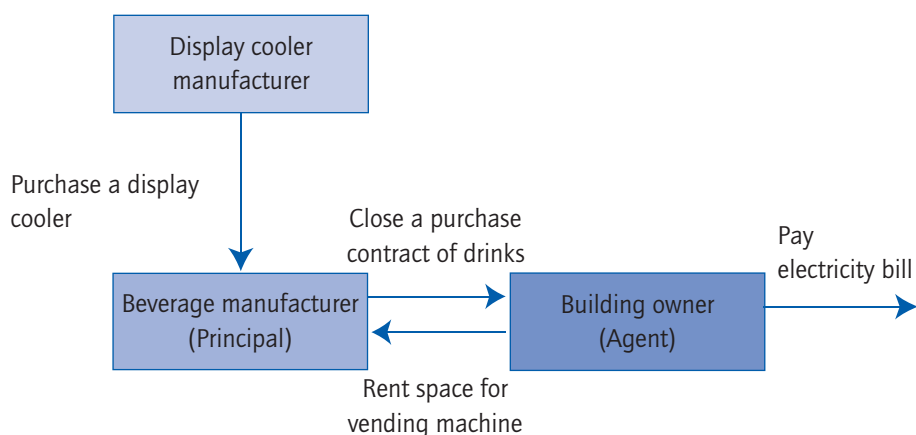 Display cooler
manufacturer
Purchase a display
cooler
Close a purchase
contract of drinks
Pay
electricity bill
Beverage manufacturer
(Principal)
Building owner
(Agent)
Rent space for
vending machine